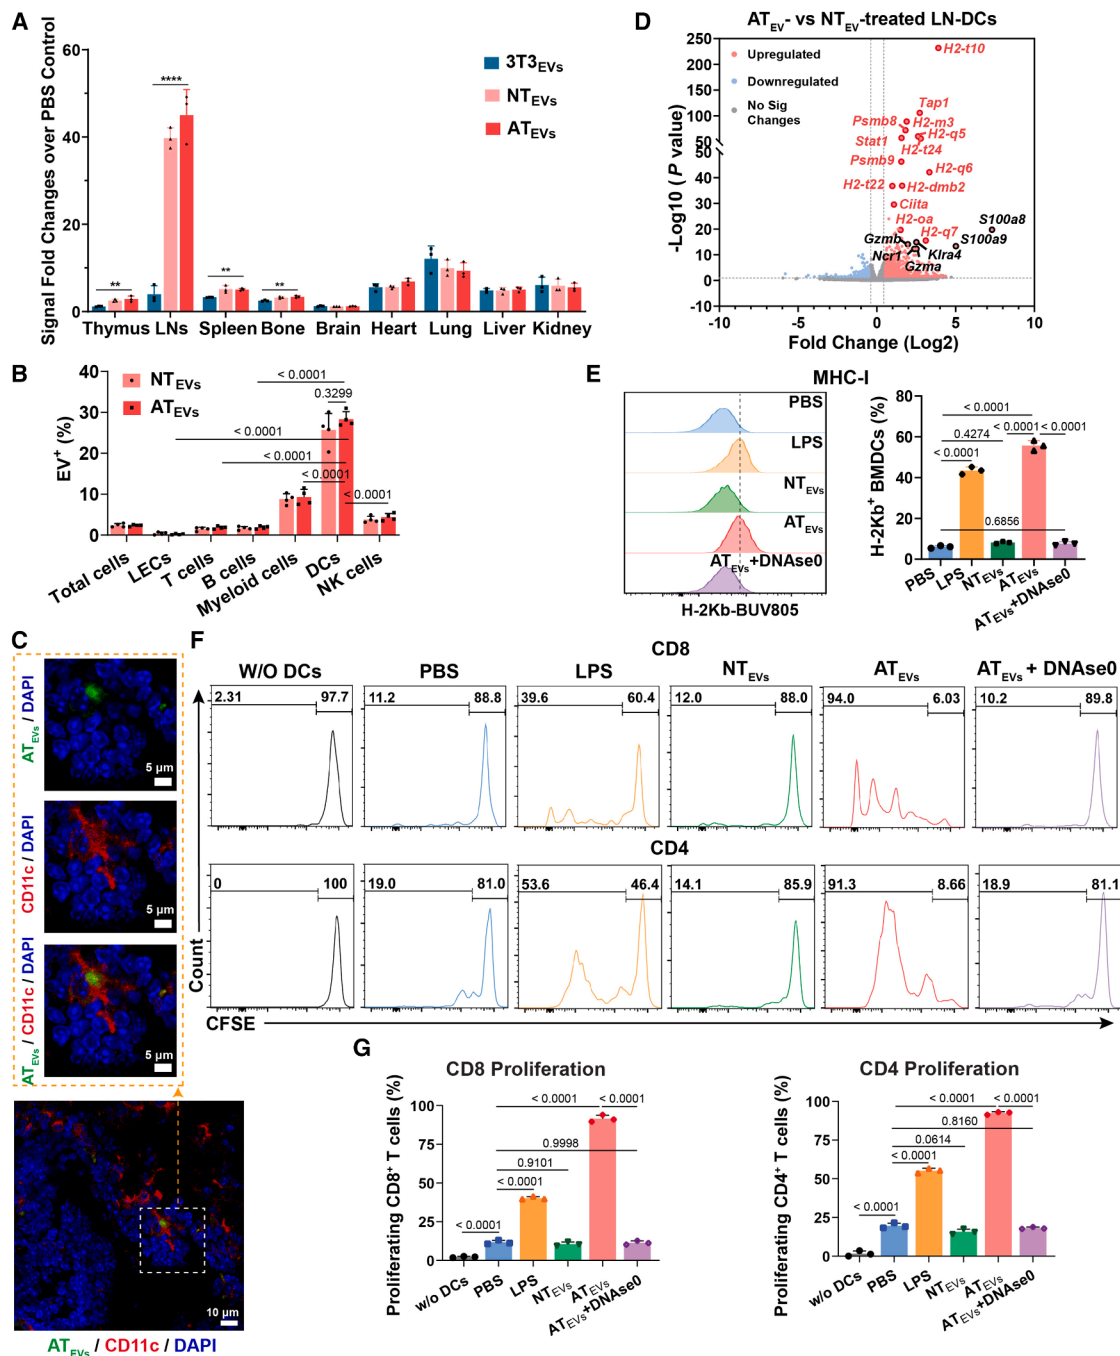 A
Signal Fold Changes over PBS Control
60
40
20
0
3T3EVs
NTEVs
ATEVs
**
****
**
**
Thymus LNs Spleen Bone Brain Heart Lung Liver Kidney
B
EV+ (%)
40
30
20
10
0
NTEVs
ATEVs
< 0.0001
0.3299
< 0.0001
< 0.0001
< 0.0001
< 0.0001
Total cells
LECs
T cells
B cells
Myeloid cells
DCs
NK cells
C
ATEVs / DAPI
5 µm
CD11c / DAPI
5 µm
ATEVs / CD11c / DAPI
5 µm
10 µm
ATEVs / CD11c / DAPI
D
ATEV- vs NTEV-treated LN-DCs
-Log10 (P value)
250
200
150
100
50
50
40
30
20
10
0
-10
Upregulated
Downregulated
No Sig
Changes
H2-t10
Tap1
Psmb8
H2-m3
H2-q5
Stat1
H2-t24
Psmb9
H2-q6
H2-t22
H2-dmb2
Ciita
H2-oa
S100a8
H2-q7
S100a9
Gzmb
Ncr1
Klra4
Gzma
-10 -5 0 5 10
Fold Change (Log2)
E
MHC-I
PBS
LPS
NTEVs
ATEVs
ATEVs+DNAse0
H-2Kb-BUV805
H-2Kb+ BMDCs (%)
80
60
40
20
0
< 0.0001
0.4274
< 0.0001
< 0.0001
< 0.0001
0.6856
PBS
LPS
NTEVs
ATEVs
ATEVs+DNAse0
F
CD8
W/O DCs PBS LPS NTEVs ATEVs ATEVs + DNAse0
2.31 97.7 11.2 88.8 39.6 60.4 12.0 88.0 94.0 6.03 10.2 89.8
CD4
0 100 19.0 81.0 53.6 46.4 14.1 85.9 91.3 8.66 18.9 81.1
Count
CFSE
G
CD8 Proliferation
Proliferating CD8+ T cells (%)
100
75
50
25
0
< 0.0001
< 0.0001
0.9998
0.9101
< 0.0001
< 0.0001
w/o DCs
PBS
LPS
NTEVs
ATEVs
ATEVs+DNAse0
CD4 Proliferation
Proliferating CD4+ T cells (%)
100
75
50
25
0
< 0.0001
< 0.0001
0.8160
0.0614
< 0.0001
< 0.0001
w/o DCs
PBS
LPS
NTEVs
ATEVs
ATEVs+DNAse0